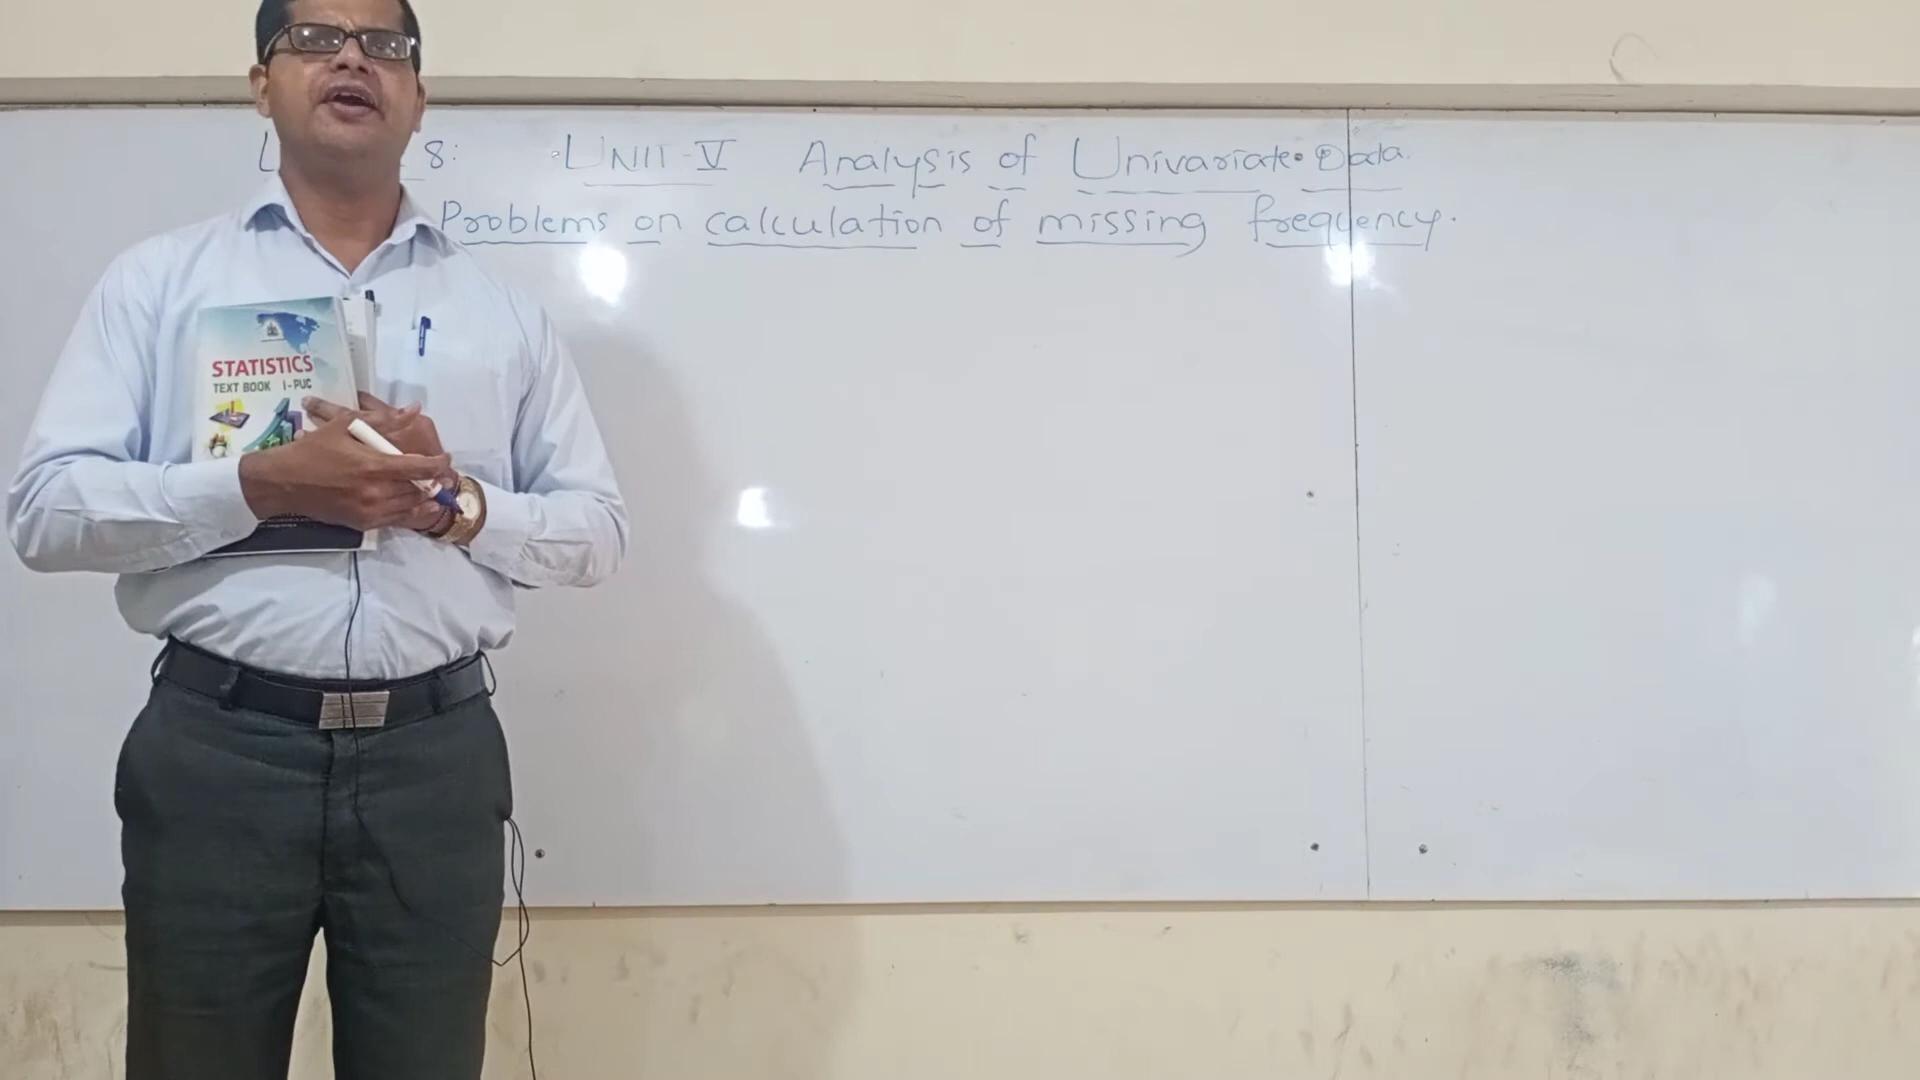 8: UNIT-V Analysis of Univariate Data.
Problems on calculation of missing frequency.
STATISTICS
TEXT BOOK I-PUC